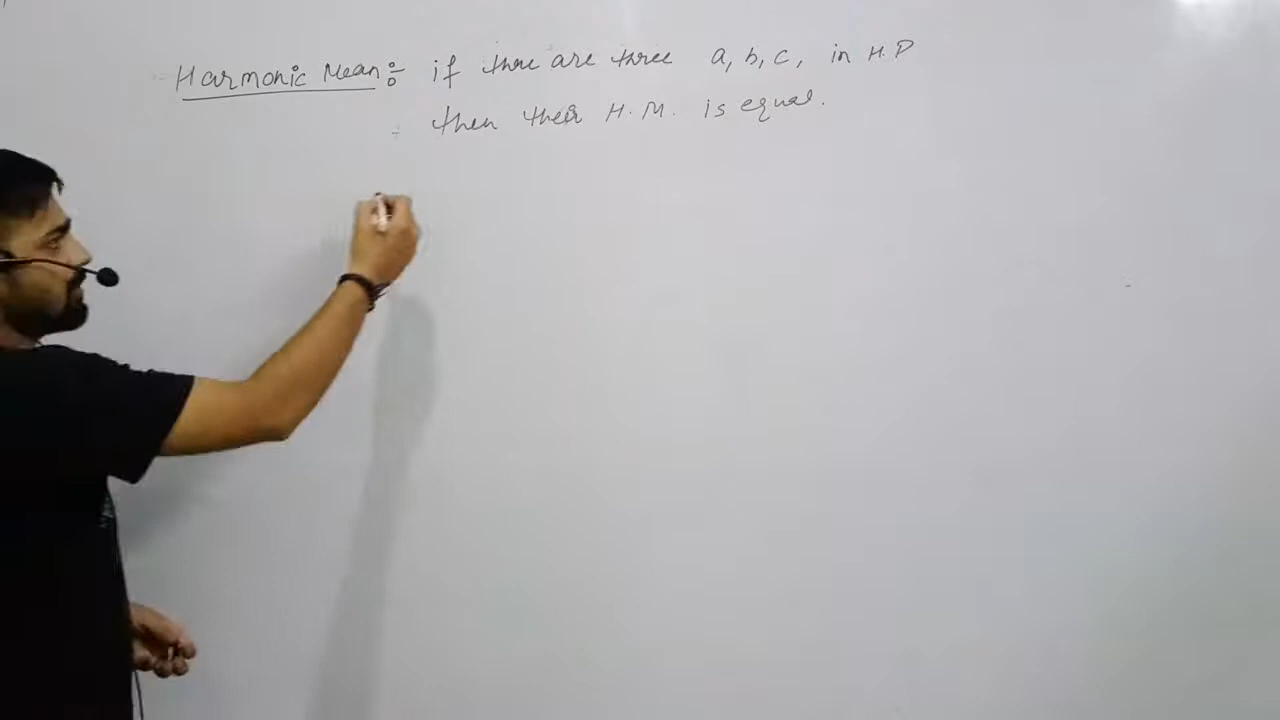 Harmonic Mean :- if there are three a, b, c, in H.P
then their H.M. is equal.